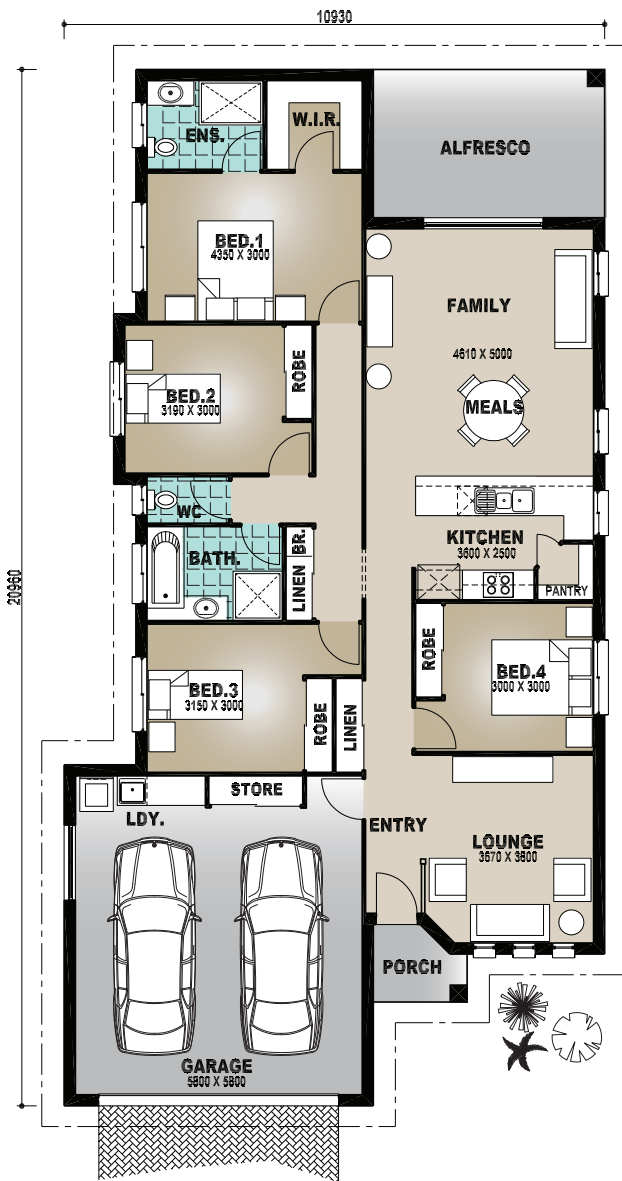 10930
W.I.R.
ENS.
ALFRESCO
BED.1
4350 X 3000
FAMILY
4610 X 5000
ROBE
BED.2
3190 X 3000
MEALS
WC
KITCHEN
3600 X 2500
BATH.
LINEN
BR.
PANTRY
20960
ROBE
BED.4
3000 X 3000
BED.3
3150 X 3000
ROBE
LINEN
STORE
LDY.
ENTRY
LOUNGE
3670 X 3800
PORCH
GARAGE
5800 X 5800